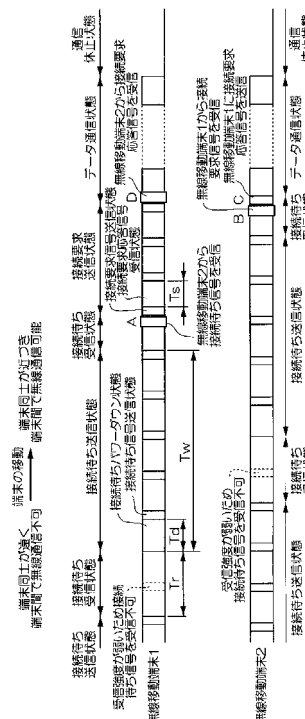 端末の移動
端末同士が遠く
端末間で無線通信不可
端末同士が近づき
端末間で無線通信可能
接続待ち
送信状態
接続待ち
受信状態
接続待ち送信状態
接続待ち
受信状態
接続要求
送信状態
データ通信状態
通信
休止状態
受信強度が弱いため接続
待ち信号を受信不可
接続待ちパワーダウン状態
接続待ち信号送信状態
接続要求信号送信状態
接続要求応答信号
受信状態
無線移動端末2から接続要求
応答信号を受信
無線移動端末1
A
D
Tr
Td
Tw
Ts
無線移動端末2から
接続待ち信号を受信
受信強度が弱いため
接続待ち信号を受信不可
無線移動端末1から接続
要求信号を受信
無線移動端末1に接続要求
応答信号を送信
無線移動端末2
B
C
接続待ち送信状態
接続待ち
受信状態
接続待ち送信状態
接続待ち
受信状態
データ通信状態
通信
休止状態